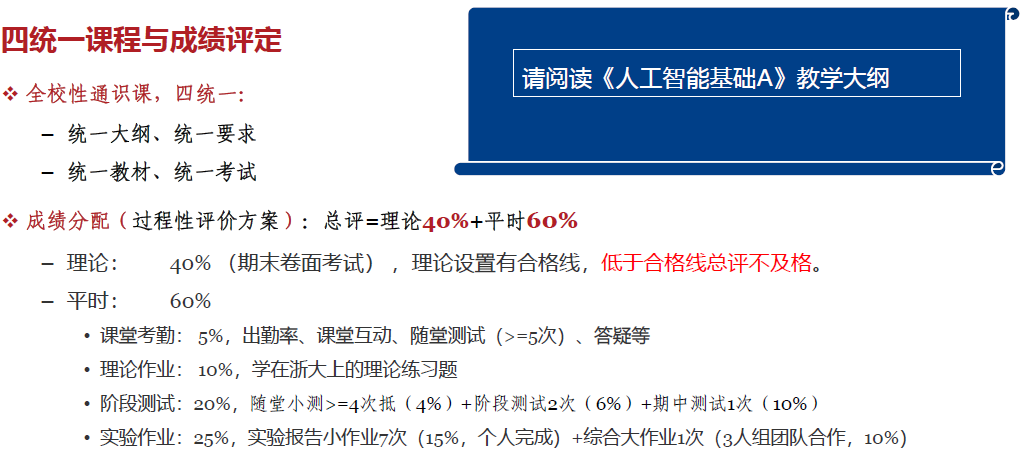 四统一课程与成绩评定
请阅读《人工智能基础A》教学大纲
❖ 全校性通识课，四统一：
– 统一大纲、统一要求
– 统一教材、统一考试
❖ 成绩分配（过程性评价方案）：总评=理论40%+平时60%
– 理论： 40% （期末卷面考试），理论设置有合格线，低于合格线总评不及格。
– 平时： 60%
• 课堂考勤： 5%，出勤率、课堂互动、随堂测试（>=5次）、答疑等
• 理论作业： 10%，学在浙大上的理论练习题
• 阶段测试：20%，随堂小测>=4次抵（4%）+阶段测试2次（6%）+期中测试1次（10%）
• 实验作业：25%，实验报告小作业7次（15%，个人完成）+综合大作业1次（3人组团队合作，10%）